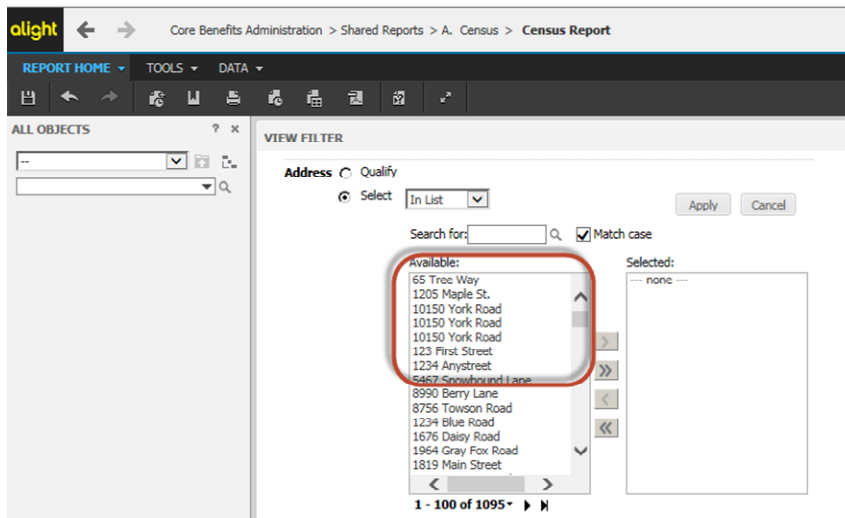 alight
Core Benefits Administration > Shared Reports > A. Census > Census Report
REPORT HOME TOOLS DATA
ALL OBJECTS ? x
VIEW FILTER
--
Address Qualify
Select In List
Apply Cancel
Search for: Match case
Available: Selected:
65 Tree Way
--- none ---
1205 Maple St.
10150 York Road
10150 York Road
10150 York Road
123 First Street
1234 Anystreet
5467 Snowbound Lane
8990 Berry Lane
8756 Towson Road
1234 Blue Road
1676 Daisy Road
1964 Gray Fox Road
1819 Main Street
1 - 100 of 1095